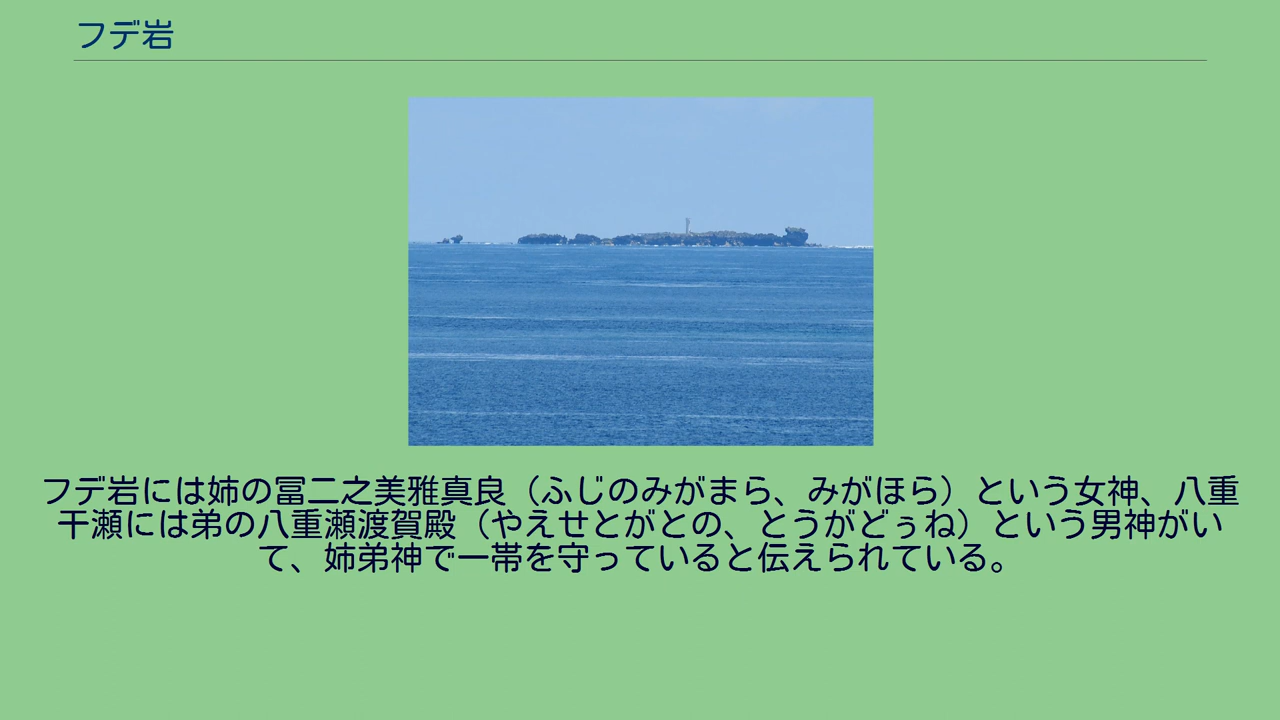 フデ岩
フデ岩には姉の冨二之美雅真良（ふじのみがまら、みがほら）という女神、八重
干瀬には弟の八重瀬渡賀殿（やえせとがとの、とうがどぅね）という男神がい
て、姉弟神で一帯を守っていると伝えられている。